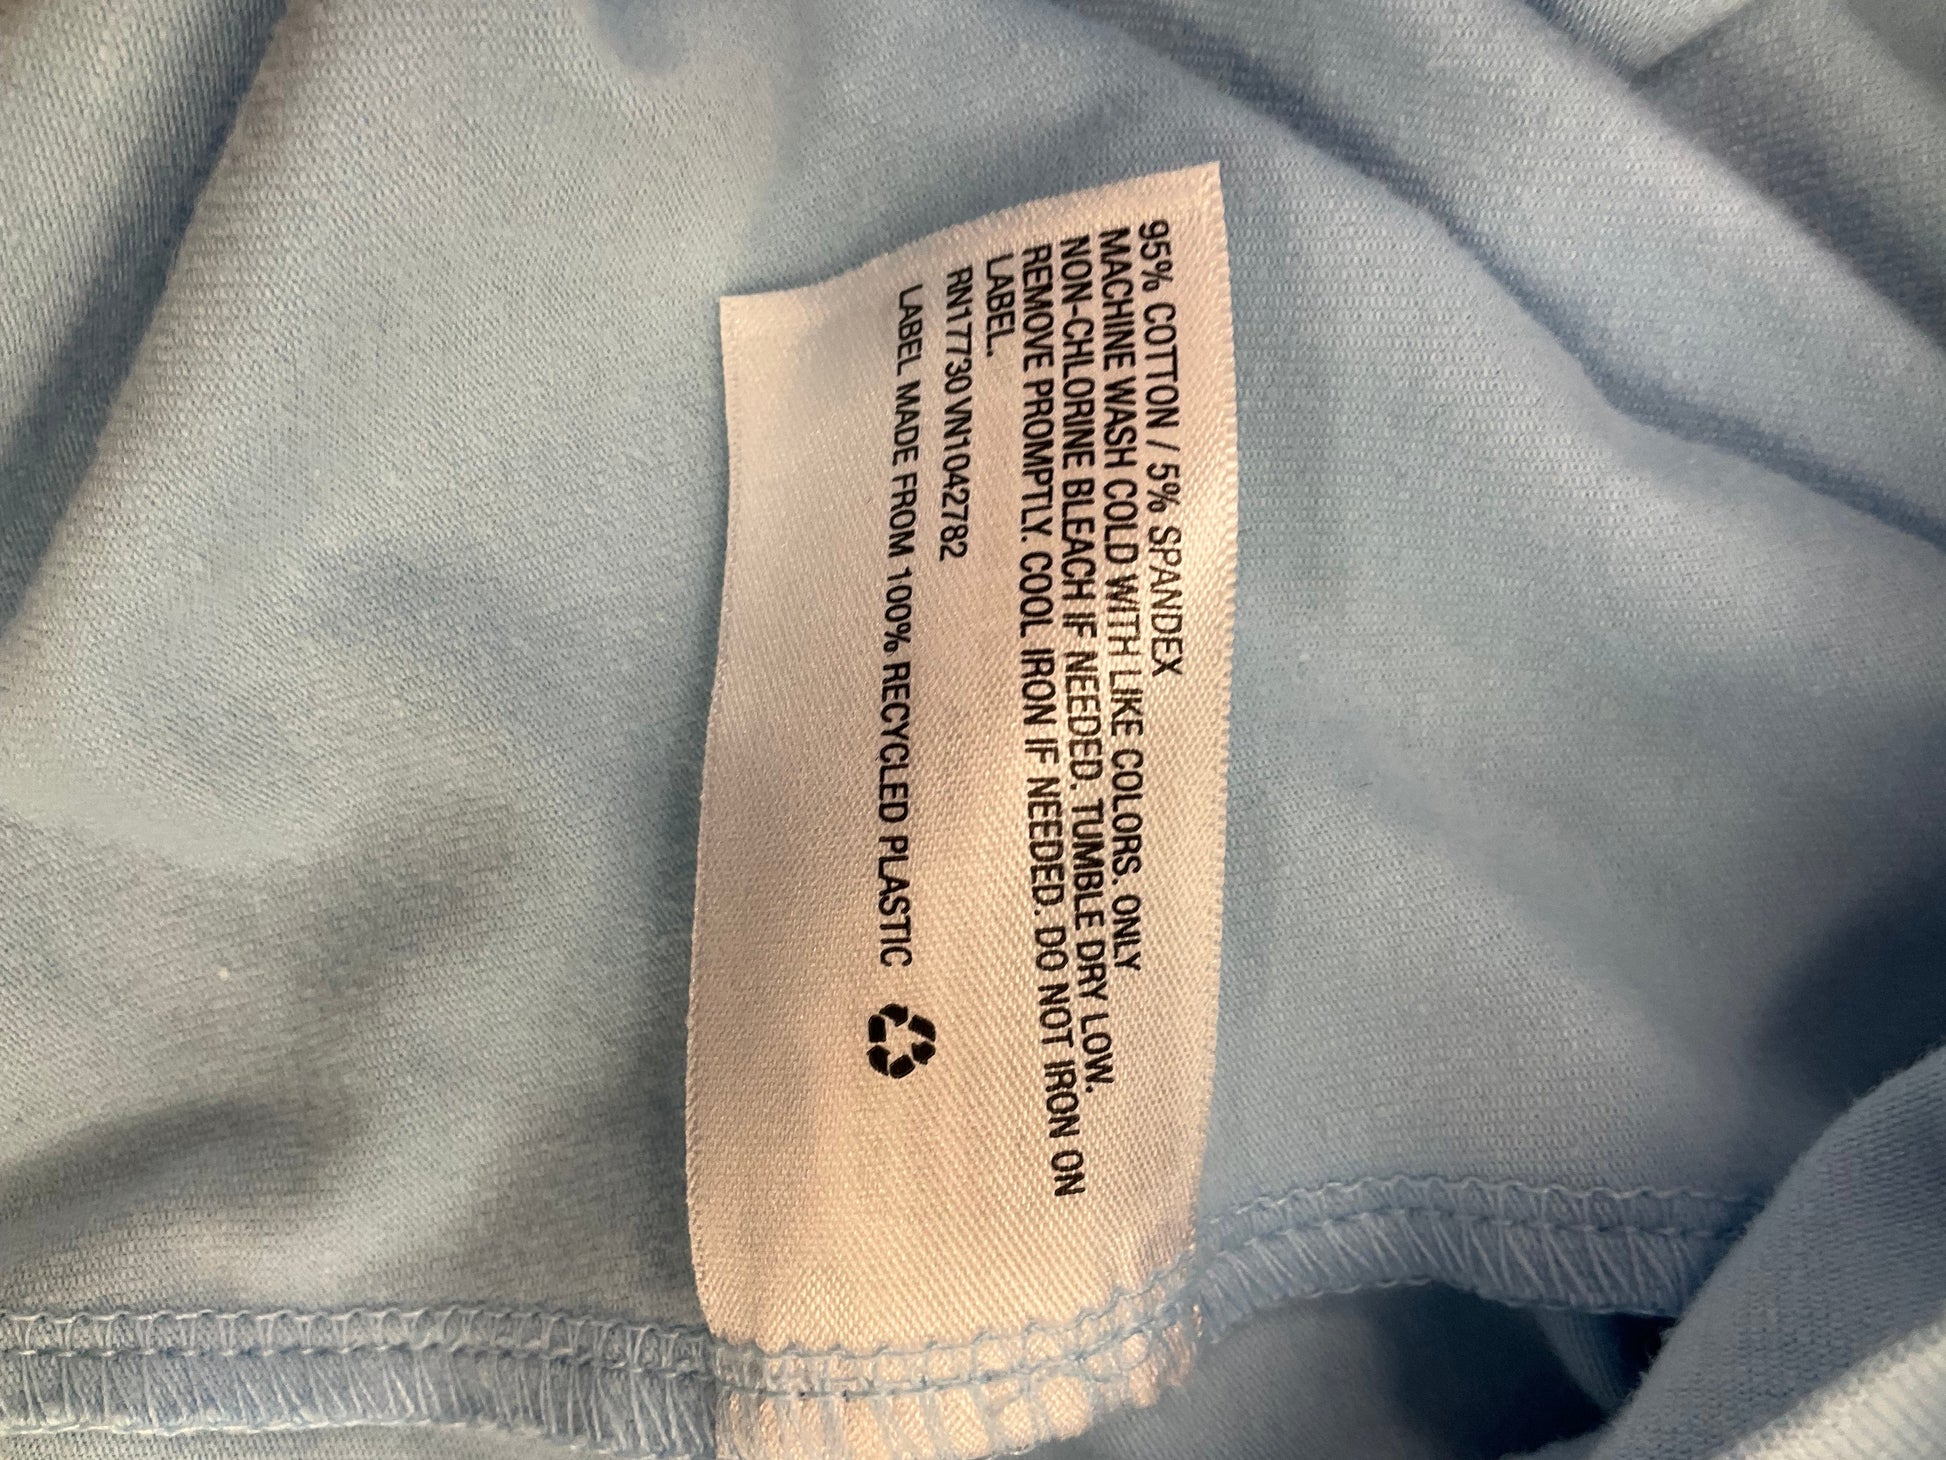 95% COTTON / 5% SPANDEX
MACHINE WASH COLD WITH LIKE COLORS. ONLY
NON-CHLORINE BLEACH IF NEEDED. TUMBLE DRY LOW.
REMOVE PROMPTLY. COOL IRON IF NEEDED. DO NOT IRON ON
LABEL.
RN17730 VN1042782
LABEL MADE FROM 100% RECYCLED PLASTIC